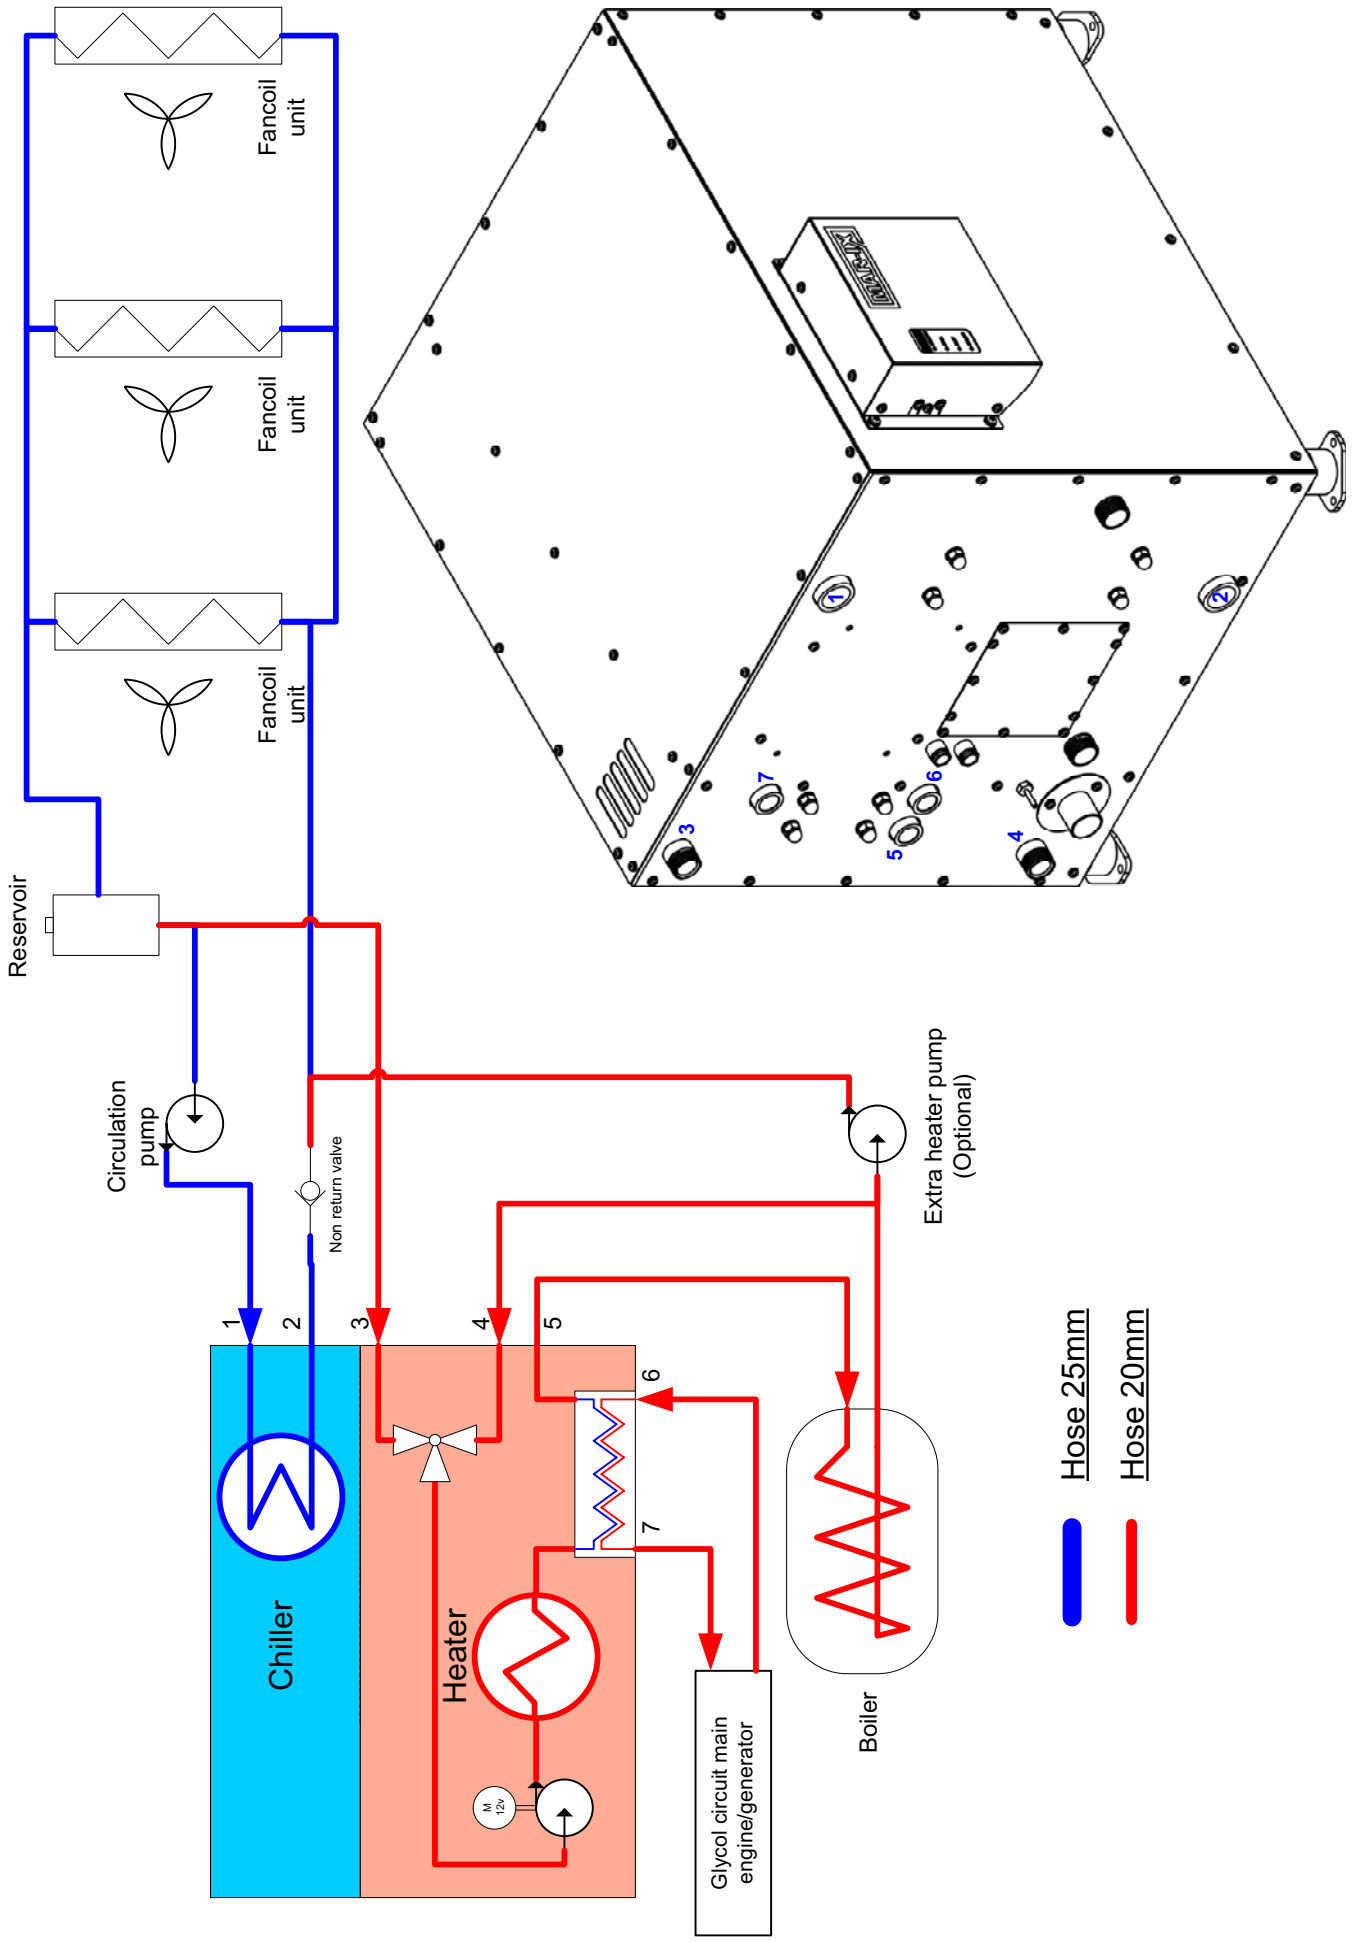 Reservoir
Fancoil
unit
Fancoil
unit
Fancoil
unit
Circulation
pump
Non return valve
Chiller
1
2
Heater
3
4
5
6
7
M
12v
Glycol circuit main
engine/generator
Boiler
Extra heater pump
(Optional)
Hose 25mm
Hose 20mm
1
2
3
4
5
6
7
MAR-IX